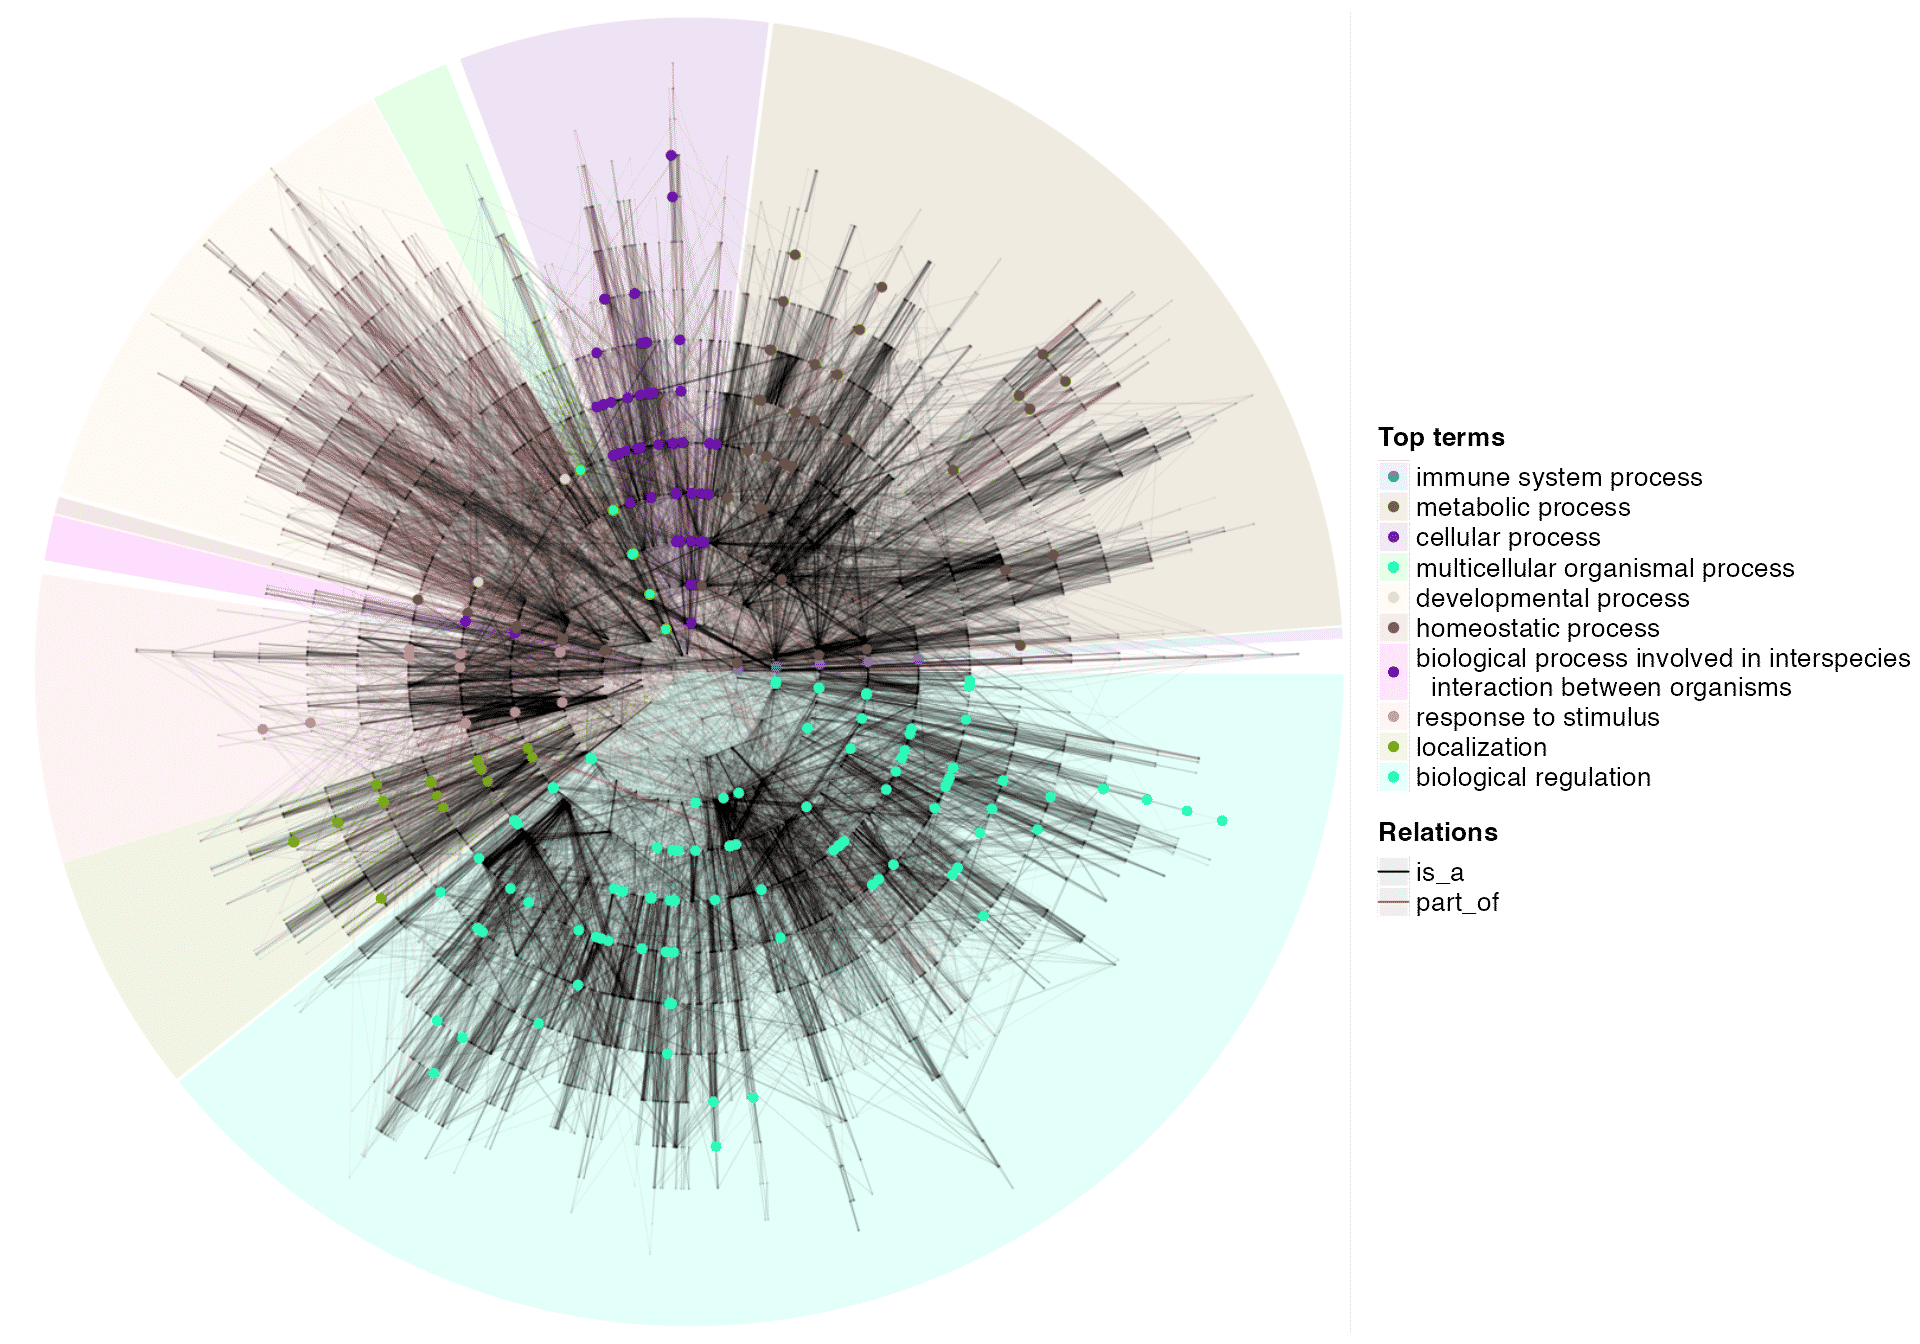 Top terms
immune system process
metabolic process
cellular process
multicellular organismal process
developmental process
homeostatic process
biological process involved in interspecies
interaction between organisms
response to stimulus
localization
biological regulation
Relations
is_a
part_of